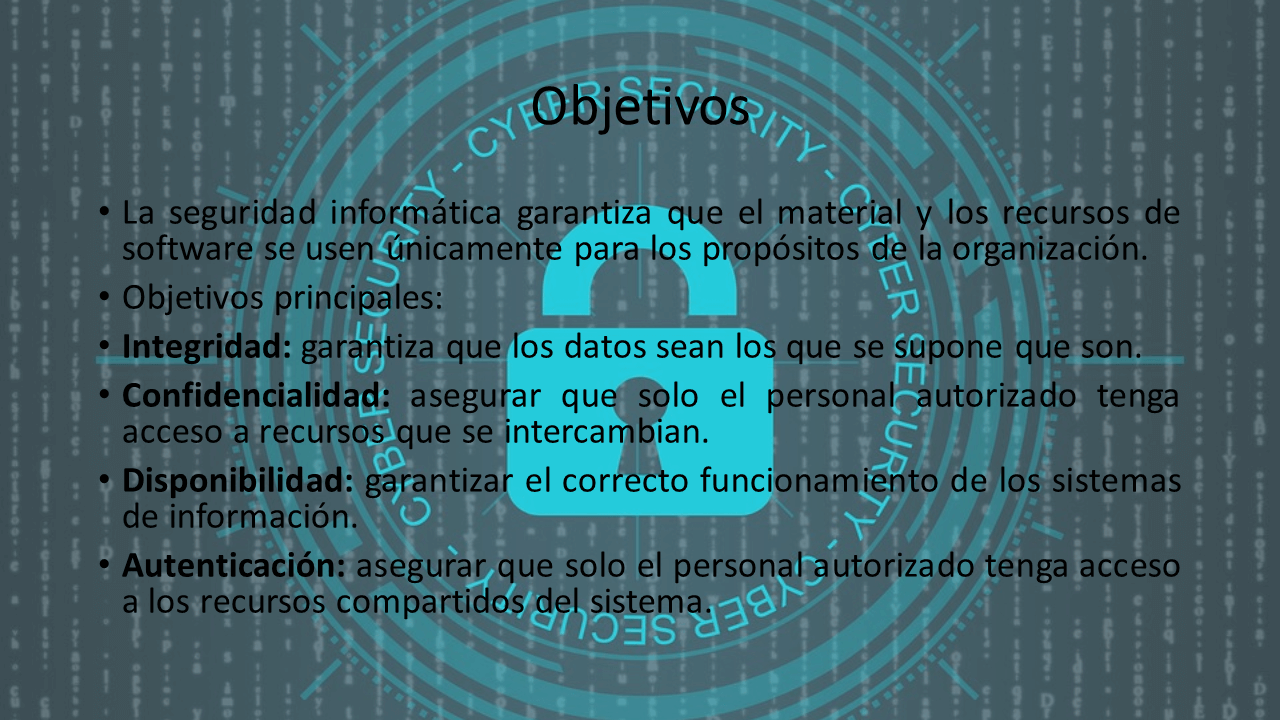 Objetivos
• La seguridad informática garantiza que el material y los recursos de
software se usen únicamente para los propósitos de la organización.
• Objetivos principales:
• Integridad: garantiza que los datos sean los que se supone que son.
• Confidencialidad: asegurar que solo el personal autorizado tenga
acceso a recursos que se intercambian.
• Disponibilidad: garantizar el correcto funcionamiento de los sistemas
de información.
• Autenticación: asegurar que solo el personal autorizado tenga acceso
a los recursos compartidos del sistema.
CYBER SECURITY - CYBER SECURITY - CYBER SECURITY - CYBER SECURITY -